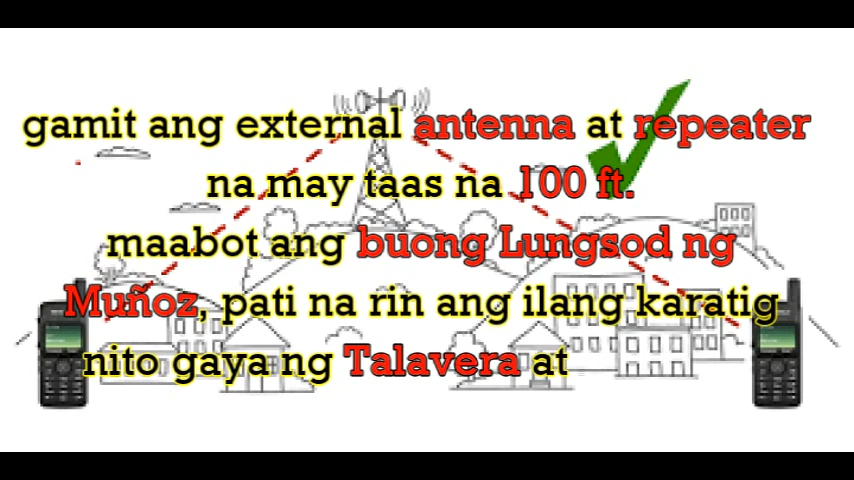 gamit ang external antenna at repeater
na may taas na 100 ft.
maabot ang buong Lungsod ng
Muñoz, pati na rin ang ilang karatig
nito gaya ng Talavera at